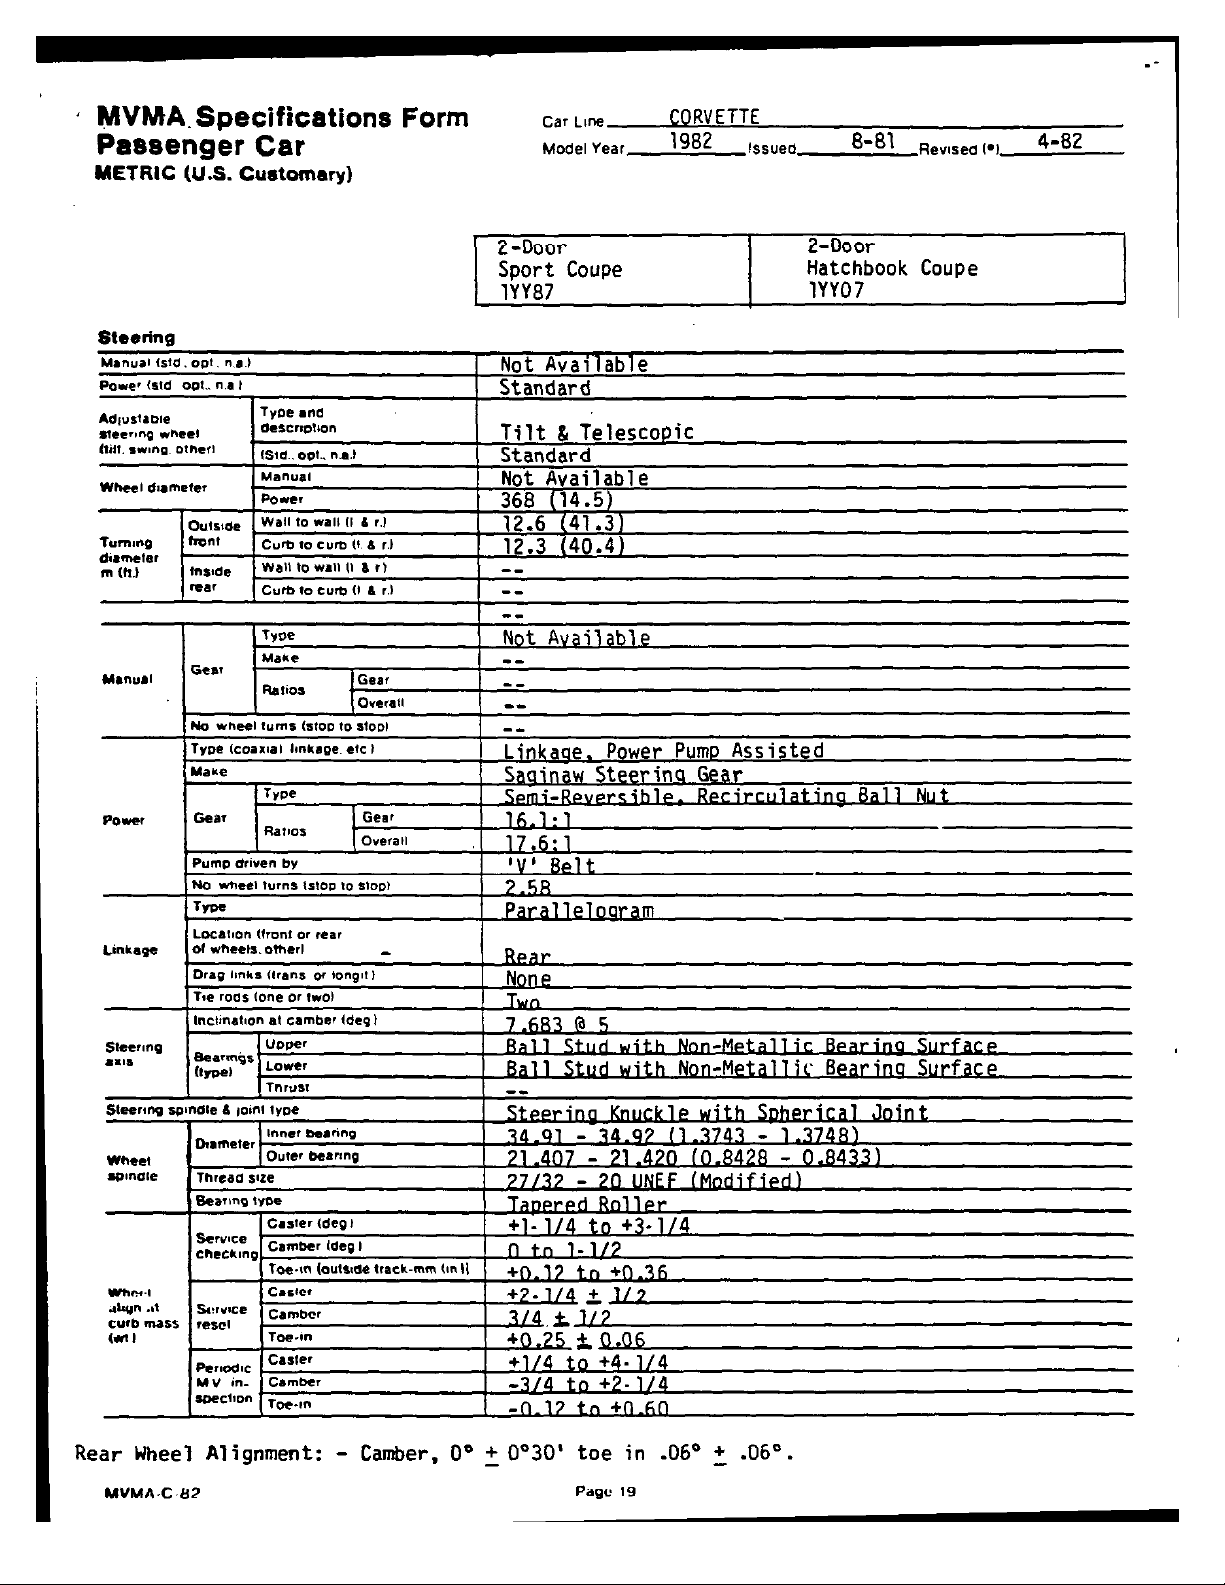 MVMA Specifications Form
Passenger Car
METRIC (U.S. Customary)
Car Line CORVETTE
Model Year 1982 Issued 8-81 Revised (•) 4-82
2-Door 2-Door
Sport Coupe Hatchbook Coupe
1YY87 1YY07
Steering
Manual (std. opt. n.a.) Not Available
Power (std opt., n.a.) Standard
Adjustable steering wheel (tilt, swing, other) Type and description Tilt & Telescopic
(Std., opt., n.a.) Standard
Wheel diameter Manual Not Available
Power 368 (14.5)
Turning diameter m (ft.) Outside front Wall to wall (l & r.) 12.6 (41.3)
Curb to curb (l & r.) 12.3 (40.4)
Inside rear Wall to wall (l & r) --
Curb to curb (l & r.) --
--
Manual Gear Type Not Available
Make --
Ratios Gear --
Overall --
No wheel turns (stop to stop) --
Power Type (coaxial linkage, etc) Linkage, Power Pump Assisted
Make Saginaw Steering Gear
Gear Type Semi-Reversible, Recirculating Ball Nut
Ratios Gear 16.1:1
Overall 17.6:1
Pump driven by 'V' Belt
No wheel turns (stop to stop) 2.58
Linkage Type Parallelogram
Location (front or rear of wheels, other) Rear
Drag links (trans or longit) None
Tie rods (one or two) Two
Steering axis Inclination at camber (deg) 7.683 @ 5
Bearings (type) Upper Ball Stud with Non-Metallic Bearing Surface
Lower Ball Stud with Non-Metallic Bearing Surface
Thrust --
Steering spindle & joint type Steering Knuckle with Spherical Joint
Wheel spindle Diameter Inner bearing 34.91 - 34.92 (1.3743 - 1.3748)
Outer bearing 21.407 - 21.420 (0.8428 - 0.8433)
Thread size 27/32 - 20 UNEF (Modified)
Bearing type Tapered Roller
Wheel align at curb mass (wt) Service checking Caster (deg) +1-1/4 to +3-1/4
Camber (deg) 0 to 1-1/2
Toe-in (outside track-mm (in)) +0.12 to +0.36
Service reset Caster +2-1/4 ± 1/2
Camber 3/4 ± 1/2
Toe-in +0.25 ± 0.06
Periodic MV in-spection Caster +1/4 to +4-1/4
Camber -3/4 to +2-1/4
Toe-in -0.12 to +0.60
Rear Wheel Alignment: - Camber, 0° ± 0°30' toe in .06° ± .06°.
MVMA-C-82 Page 19